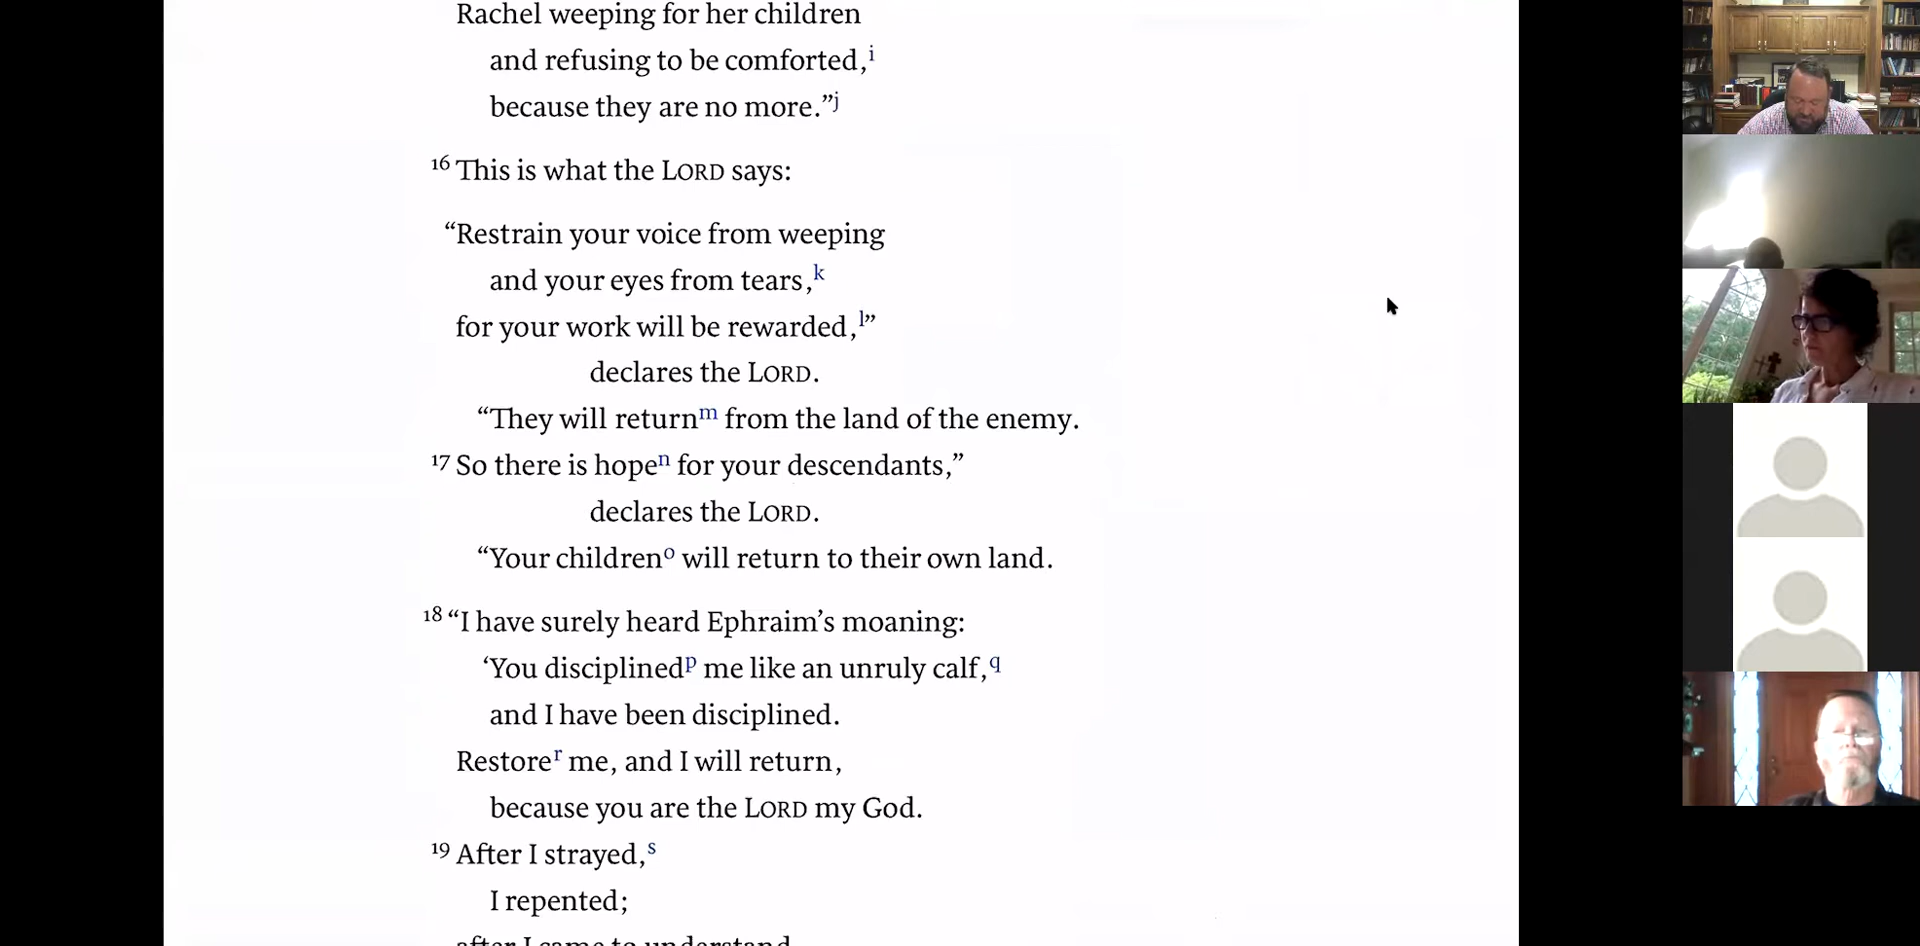 Rachel weeping for her children
and refusing to be comforted,i
because they are no more.”j
16 This is what the LORD says:
“Restrain your voice from weeping
and your eyes from tears,k
for your work will be rewarded,l”
declares the LORD.
“They will returnm from the land of the enemy.
17 So there is hopen for your descendants,”
declares the LORD.
“Your childreno will return to their own land.
18 “I have surely heard Ephraim’s moaning:
‘You disciplinedp me like an unruly calf,q
and I have been disciplined.
Restorer me, and I will return,
because you are the LORD my God.
19 After I strayed,s
I repented;
after I came to understand